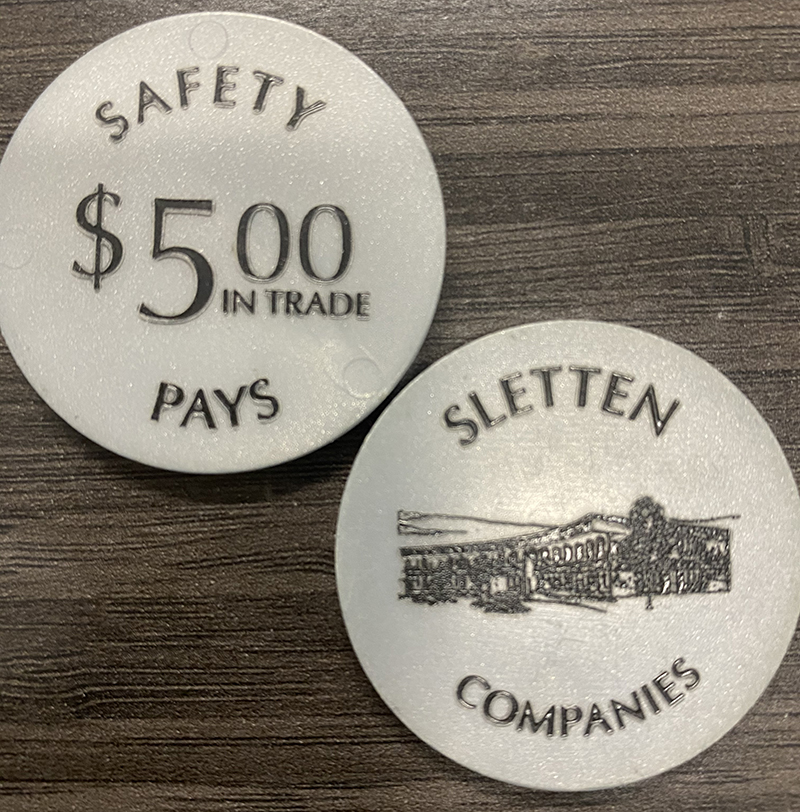 SAFETY
$5.00
IN TRADE
PAYS
SLETTEN
COMPANIES